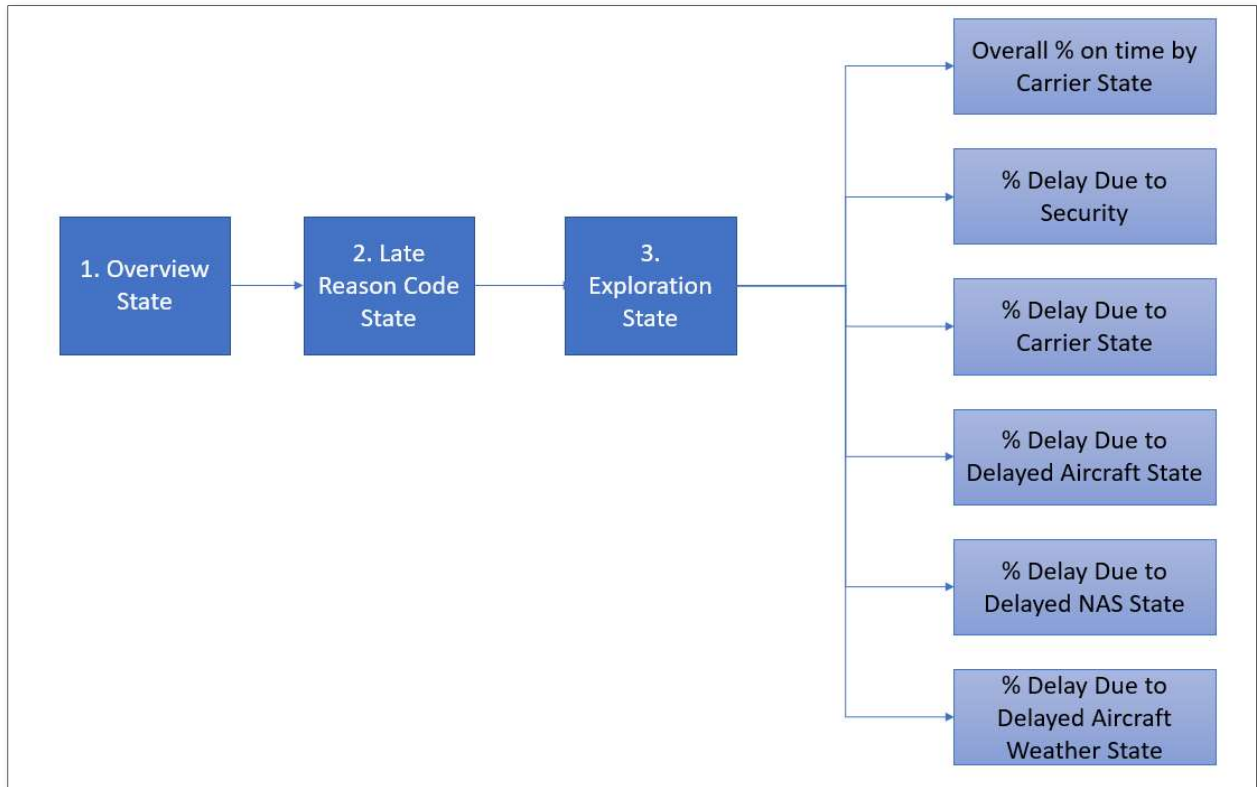 1. Overview
State
2. Late
Reason Code
State
3.
Exploration
State
Overall % on time by
Carrier State
% Delay Due to
Security
% Delay Due to
Carrier State
% Delay Due to
Delayed Aircraft State
% Delay Due to
Delayed NAS State
% Delay Due to
Delayed Aircraft
Weather State